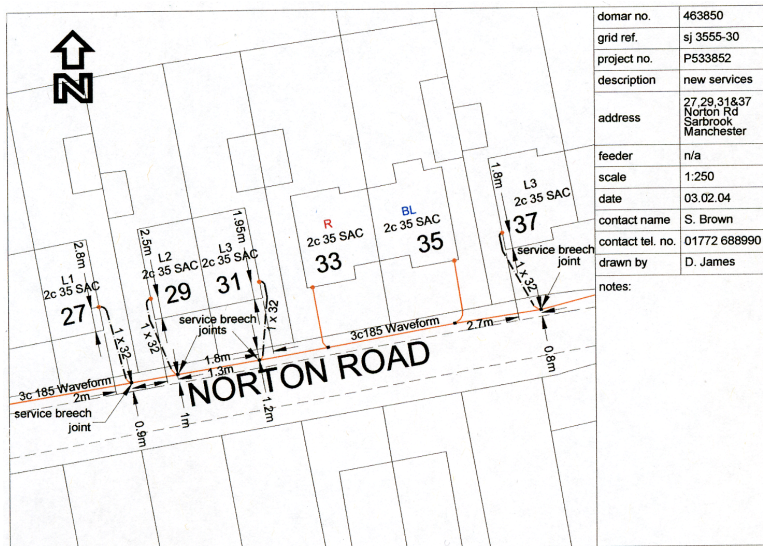 N
domar no. 463850
grid ref. sj 3555-30
project no. P533852
description new services
address 27,29,31&37
Norton Rd
Sarbrook
Manchester
feeder n/a
scale 1:250
date 03.02.04
contact name S. Brown
contact tel. no. 01772 688990
drawn by D. James
notes:
2.8m
L1
2c 35 SAC
27
1 x 32
2.5m
L2
2c 35 SAC
29
1 x 32
1.95m
L3
2c 35 SAC
31
1 x 32
R
2c 35 SAC
33
BL
2c 35 SAC
35
1.8m
L3
2c 35 SAC
37
service breech
joint
1 x 32
service breech
joints
3c185 Waveform
2.7m
0.8m
1.8m
1.3m
NORTON ROAD
3c 185 Waveform
2m
service breech
joint
0.9m
1m
1.2m